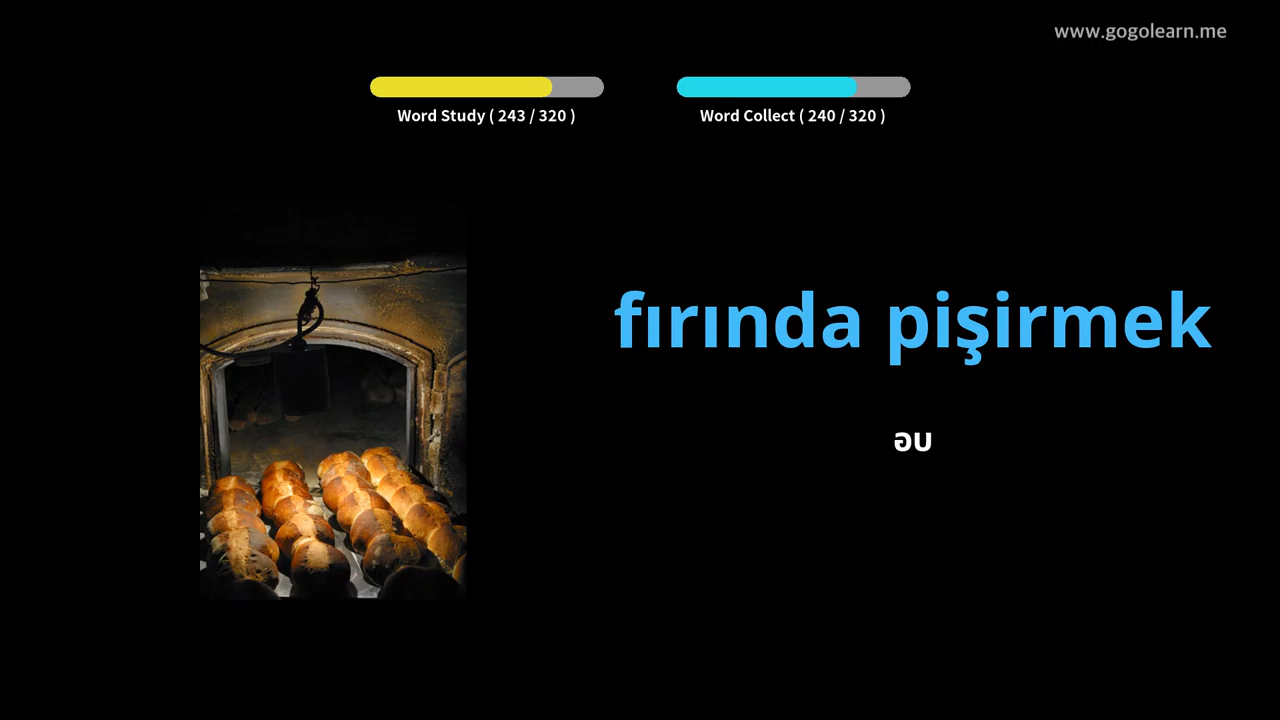 www.gogolearn.me
Word Study ( 243 / 320 )
Word Collect ( 240 / 320 )
fırında pişirmek
อบ